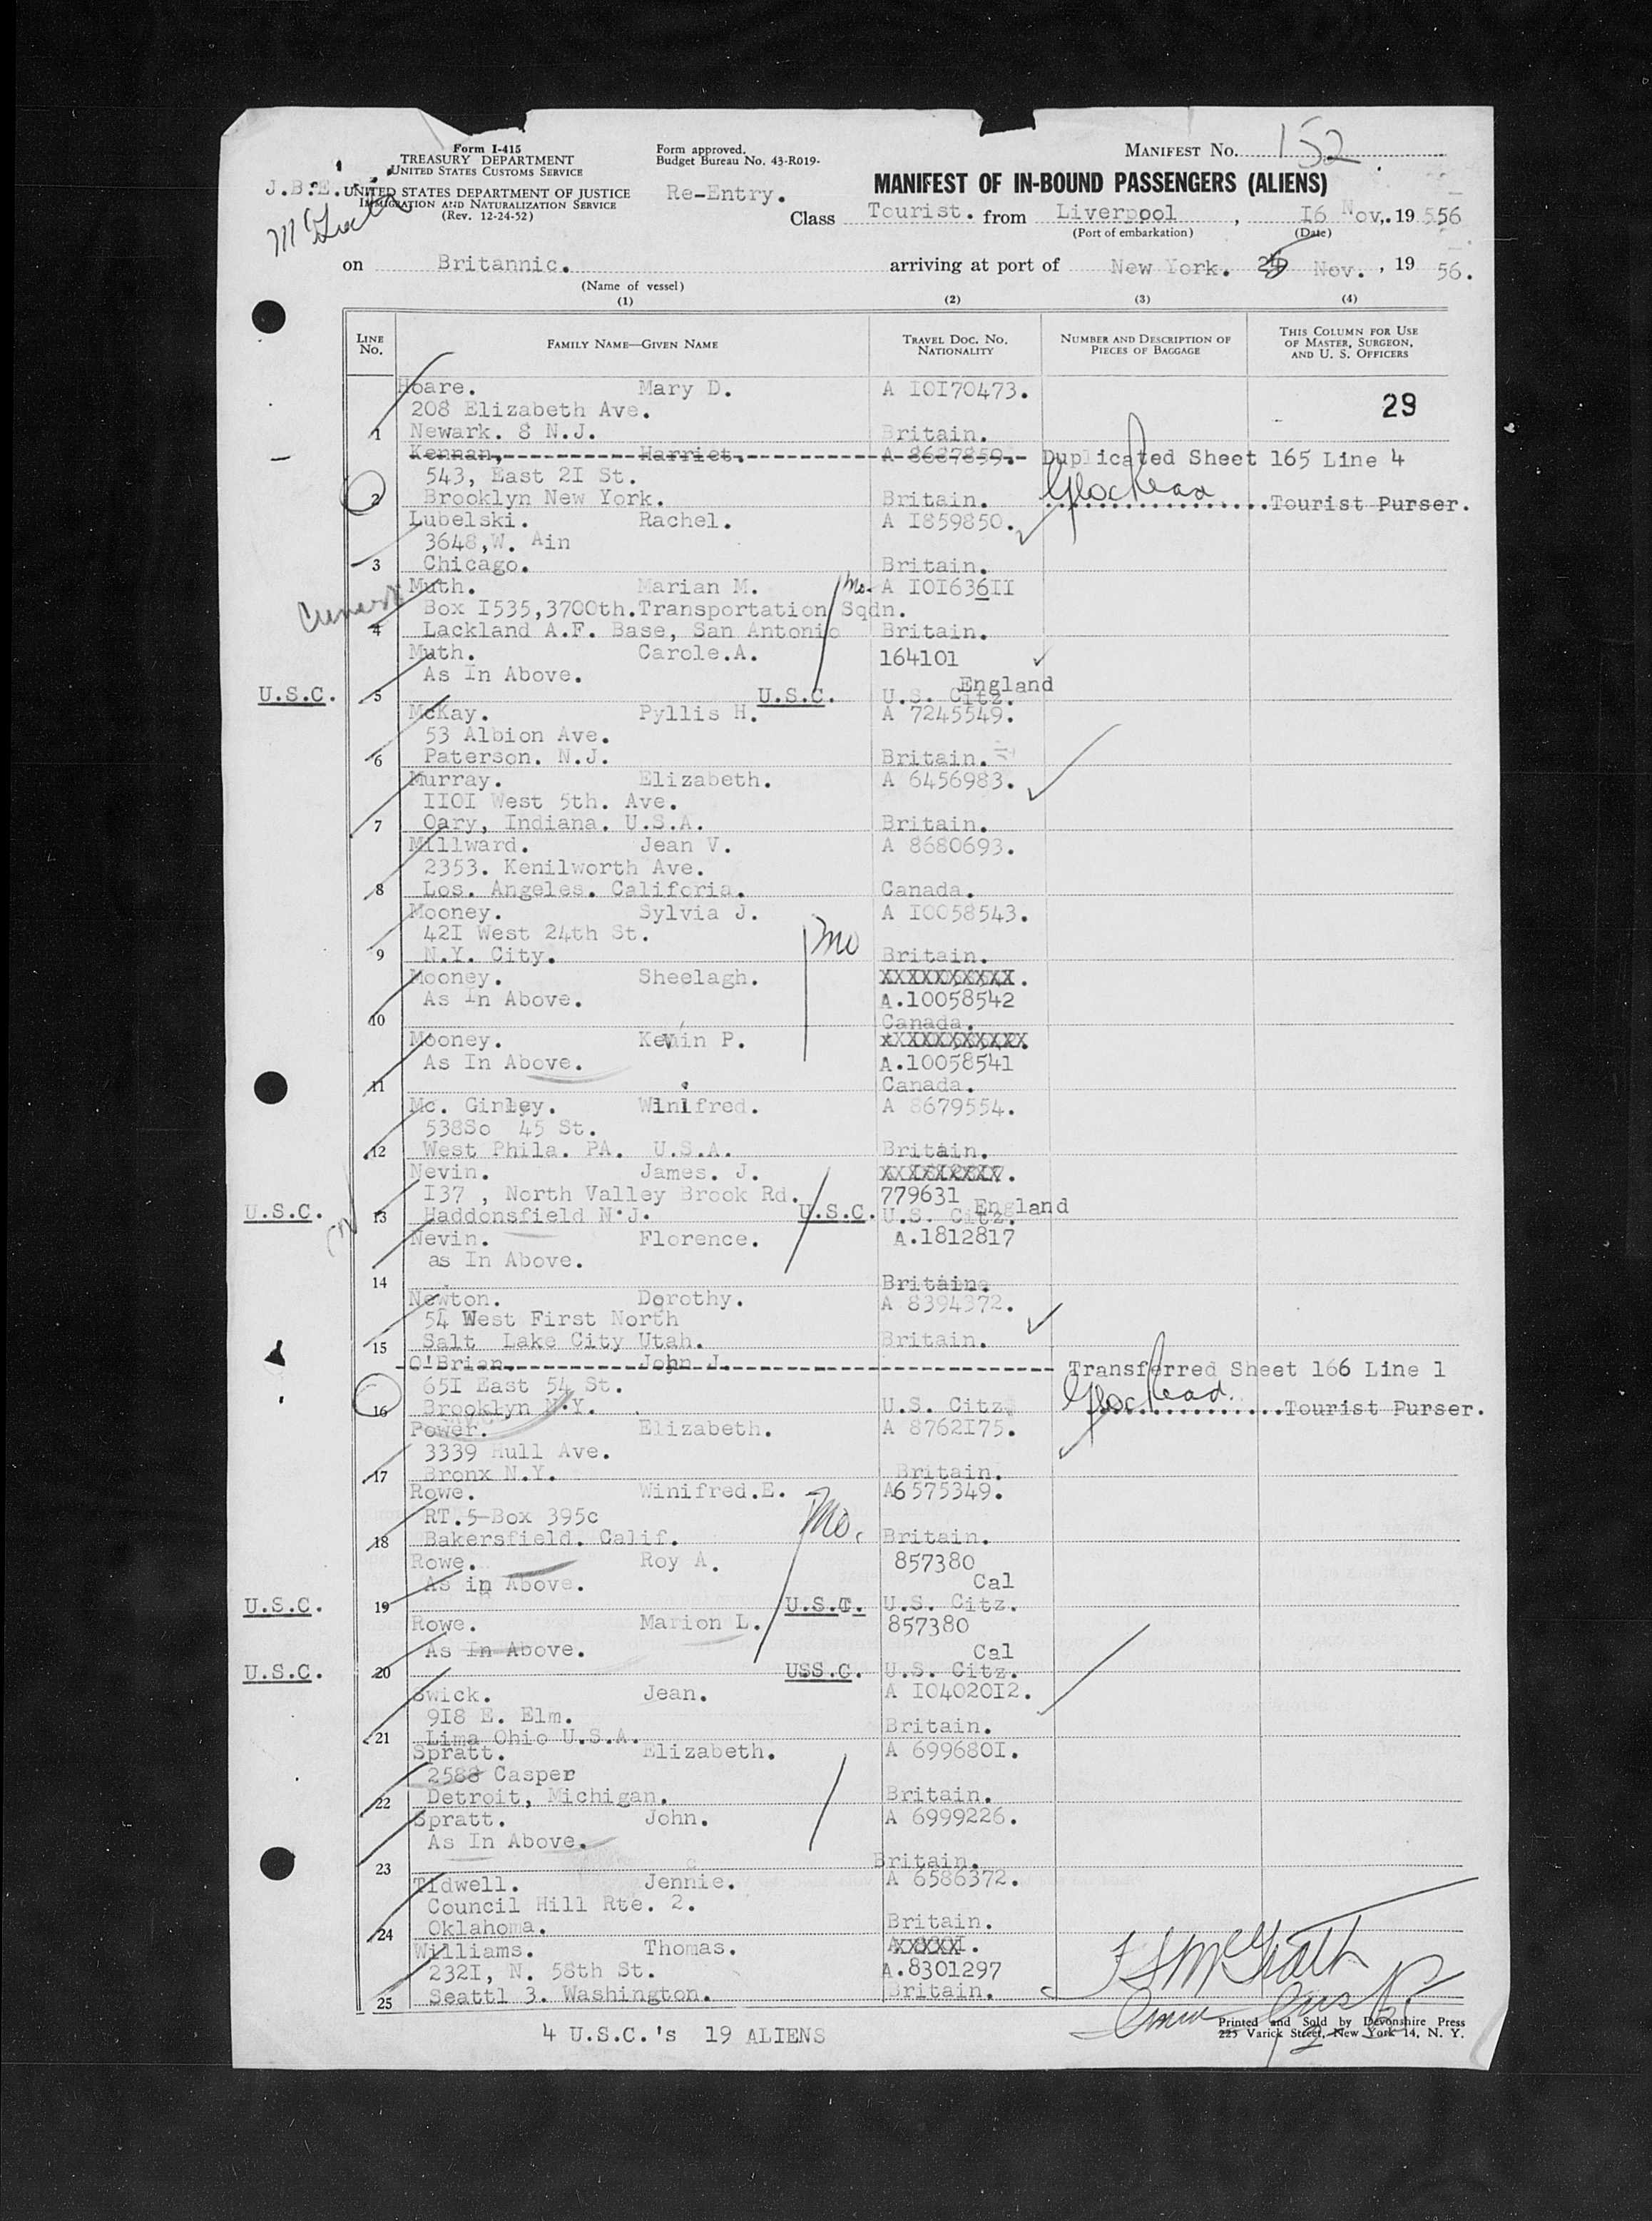 Form I-415
TREASURY DEPARTMENT
UNITED STATES CUSTOMS SERVICE
J.B.E.
UNITED STATES DEPARTMENT OF JUSTICE
IMMIGRATION AND NATURALIZATION SERVICE
(Rev. 12-24-52)
Form approved.
Budget Bureau No. 43-R019-
Re-Entry.
MANIFEST No. 152
MANIFEST OF IN-BOUND PASSENGERS (ALIENS)
Class Tourist. from Liverpool, I6 Nov,.19 556
(Port of embarkation) (Date)
on Britannic. arriving at port of New York. Nov. , 19 56.
(Name of vessel)
(1) (2) (3) (4)
LINE No. FAMILY NAME—GIVEN NAME TRAVEL DOC. NO. NATIONALITY NUMBER AND DESCRIPTION OF PIECES OF BAGGAGE THIS COLUMN FOR USE OF MASTER, SURGEON, AND U. S. OFFICERS
Hoare. Mary D. A IOI70473.
208 Elizabeth Ave. 29
1 Newark. 8 N.J. Britain.
Kennan, Harriet. A 8687859. Duplicated Sheet 165 Line 4
543, East 2I St.
2 Brooklyn New York. Britain. Tourist Purser.
Lubelski. Rachel. A I859850.
3648,W. Ain
3 Chicago. Britain.
Muth. Marian M. Mo. A IOI636II
Box I535,3700th.Transportation Sqdn.
4 Lackland A.F. Base, San Antonio Britain.
Muth. Carole.A. 164101
As In Above. England
U.S.C. 5 U.S.C. U.S. Citz.
McKay. Pyllis H. A 7245549.
53 Albion Ave.
6 Paterson. N.J. Britain.
Murray. Elizabeth. A 6456983.
IIOI West 5th. Ave.
7 Oary, Indiana. U.S.A. Britain.
Millward. Jean V. A 8680693.
2353. Kenilworth Ave.
8 Los. Angeles. Califoria. Canada.
Mooney. Sylvia J. A I0058543.
42I West 24th St. Mo
9 N.Y. City. Britain.
Mooney. Sheelagh. XXXXXXXXXX.
As In Above. A.10058542
10 Canada.
Mooney. Kevin P. xXXXXXXXXXX
As In Above. A.10058541
11 Canada.
Mc. Ginley. Winifred. A 8679554.
538So 45 St.
12 West Phila. PA. U.S.A. Britain.
Nevin. James. J. XXXXXXXXX.
I37 , North Valley Brook Rd. 779631 England
U.S.C. 13 Haddonsfield N.J. U.S.C. U.S. Citz.
Nevin. Florence. A.1812817
as In Above.
14 Britain.
Newton. Dorothy. A 8394372.
54 West First North
15 Salt Lake City Utah. Britain.
O'Brian. John J. Transferred Sheet 166 Line 1
65I East 54 St.
16 Brooklyn N.Y. U.S. Citz. Tourist Purser.
Power. Elizabeth. A 8762I75.
3339 Hull Ave.
17 Bronx N.Y. Britain.
Rowe. Winifred.E. A6575349.
RT.5-Box 395c Mo.
18 Bakersfield. Calif. Britain.
Rowe. Roy A. 857380
As in Above. Cal
U.S.C. 19 U.S.C. U.S. Citz.
Rowe. Marion L. 857380
As In Above. Cal
U.S.C. 20 USS.C. U.S. Citz.
Swick. Jean. A I0402OI2.
9I8 E. Elm.
21 Lima Ohio U.S.A. Britain.
Spratt. Elizabeth. A 699680I.
2588 Casper
22 Detroit, Michigan. Britain.
Spratt. John. A 6999226.
As In Above.
23 Britain.
TIdwell. Jennie. A 6586372.
Council Hill Rte. 2.
24 Oklahoma. Britain.
Williams. Thomas. AXXXXX.
232I, N. 58th St. A.8301297
25 Seattl 3. Washington. Britain.
4 U.S.C.'s 19 ALIENS
Printed and Sold by Devonshire Press
225 Varick Street, New York 14, N. Y.